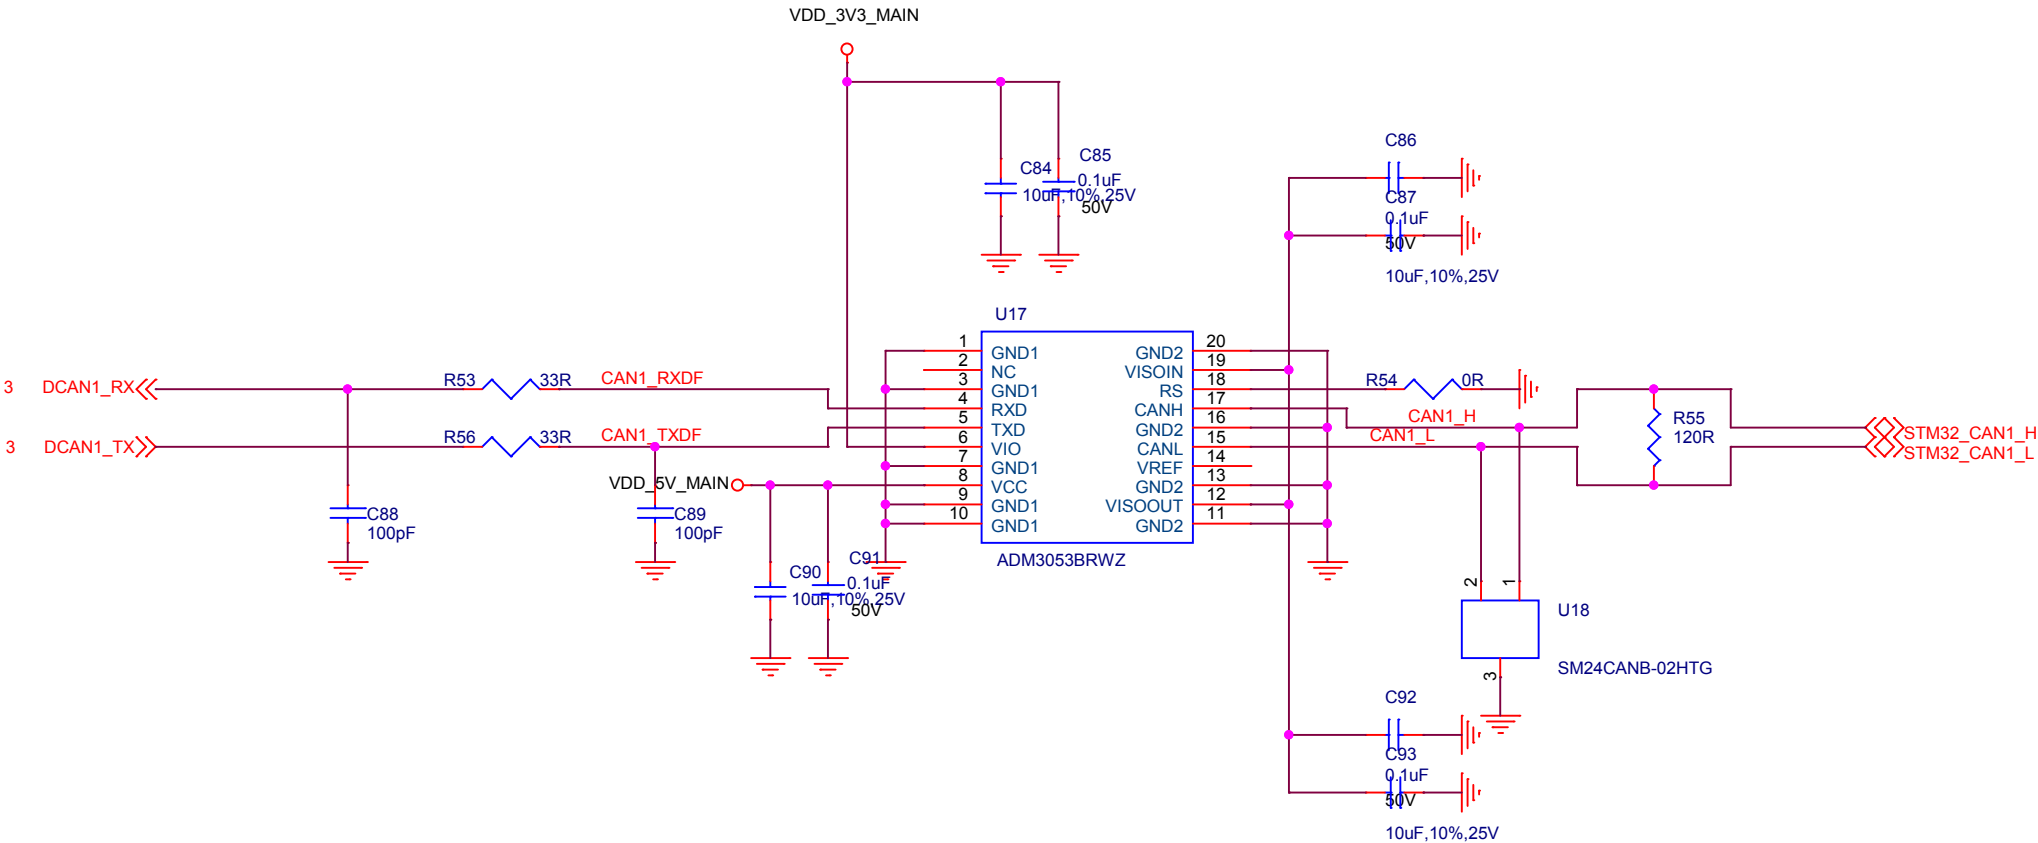 VDD_3V3_MAIN
C86
C85
C84
0.1uF
10uF,10%,25V
50V
C87
0.1uF
50V
10uF,10%,25V
U17
1
GND1
GND2
20
2
NC
VISOIN
19
3
GND1
RS
18
4
RXD
CANH
17
5
TXD
GND2
16
6
VIO
CANL
15
7
GND1
VREF
14
8
VCC
GND2
13
9
GND1
VISOOUT
12
10
GND1
GND2
11
ADM3053BRWZ
3 DCAN1_RX
R53 33R
CAN1_RXDF
3 DCAN1_TX
R56 33R
CAN1_TXDF
R54 0R
CAN1_H
CAN1_L
R55
120R
STM32_CAN1_H
STM32_CAN1_L
VDD_5V_MAIN
C88
100pF
C89
100pF
C90
10uF,10%,25V
C91
0.1uF
50V
2
1
U18
SM24CANB-02HTG
3
C92
C93
0.1uF
50V
10uF,10%,25V